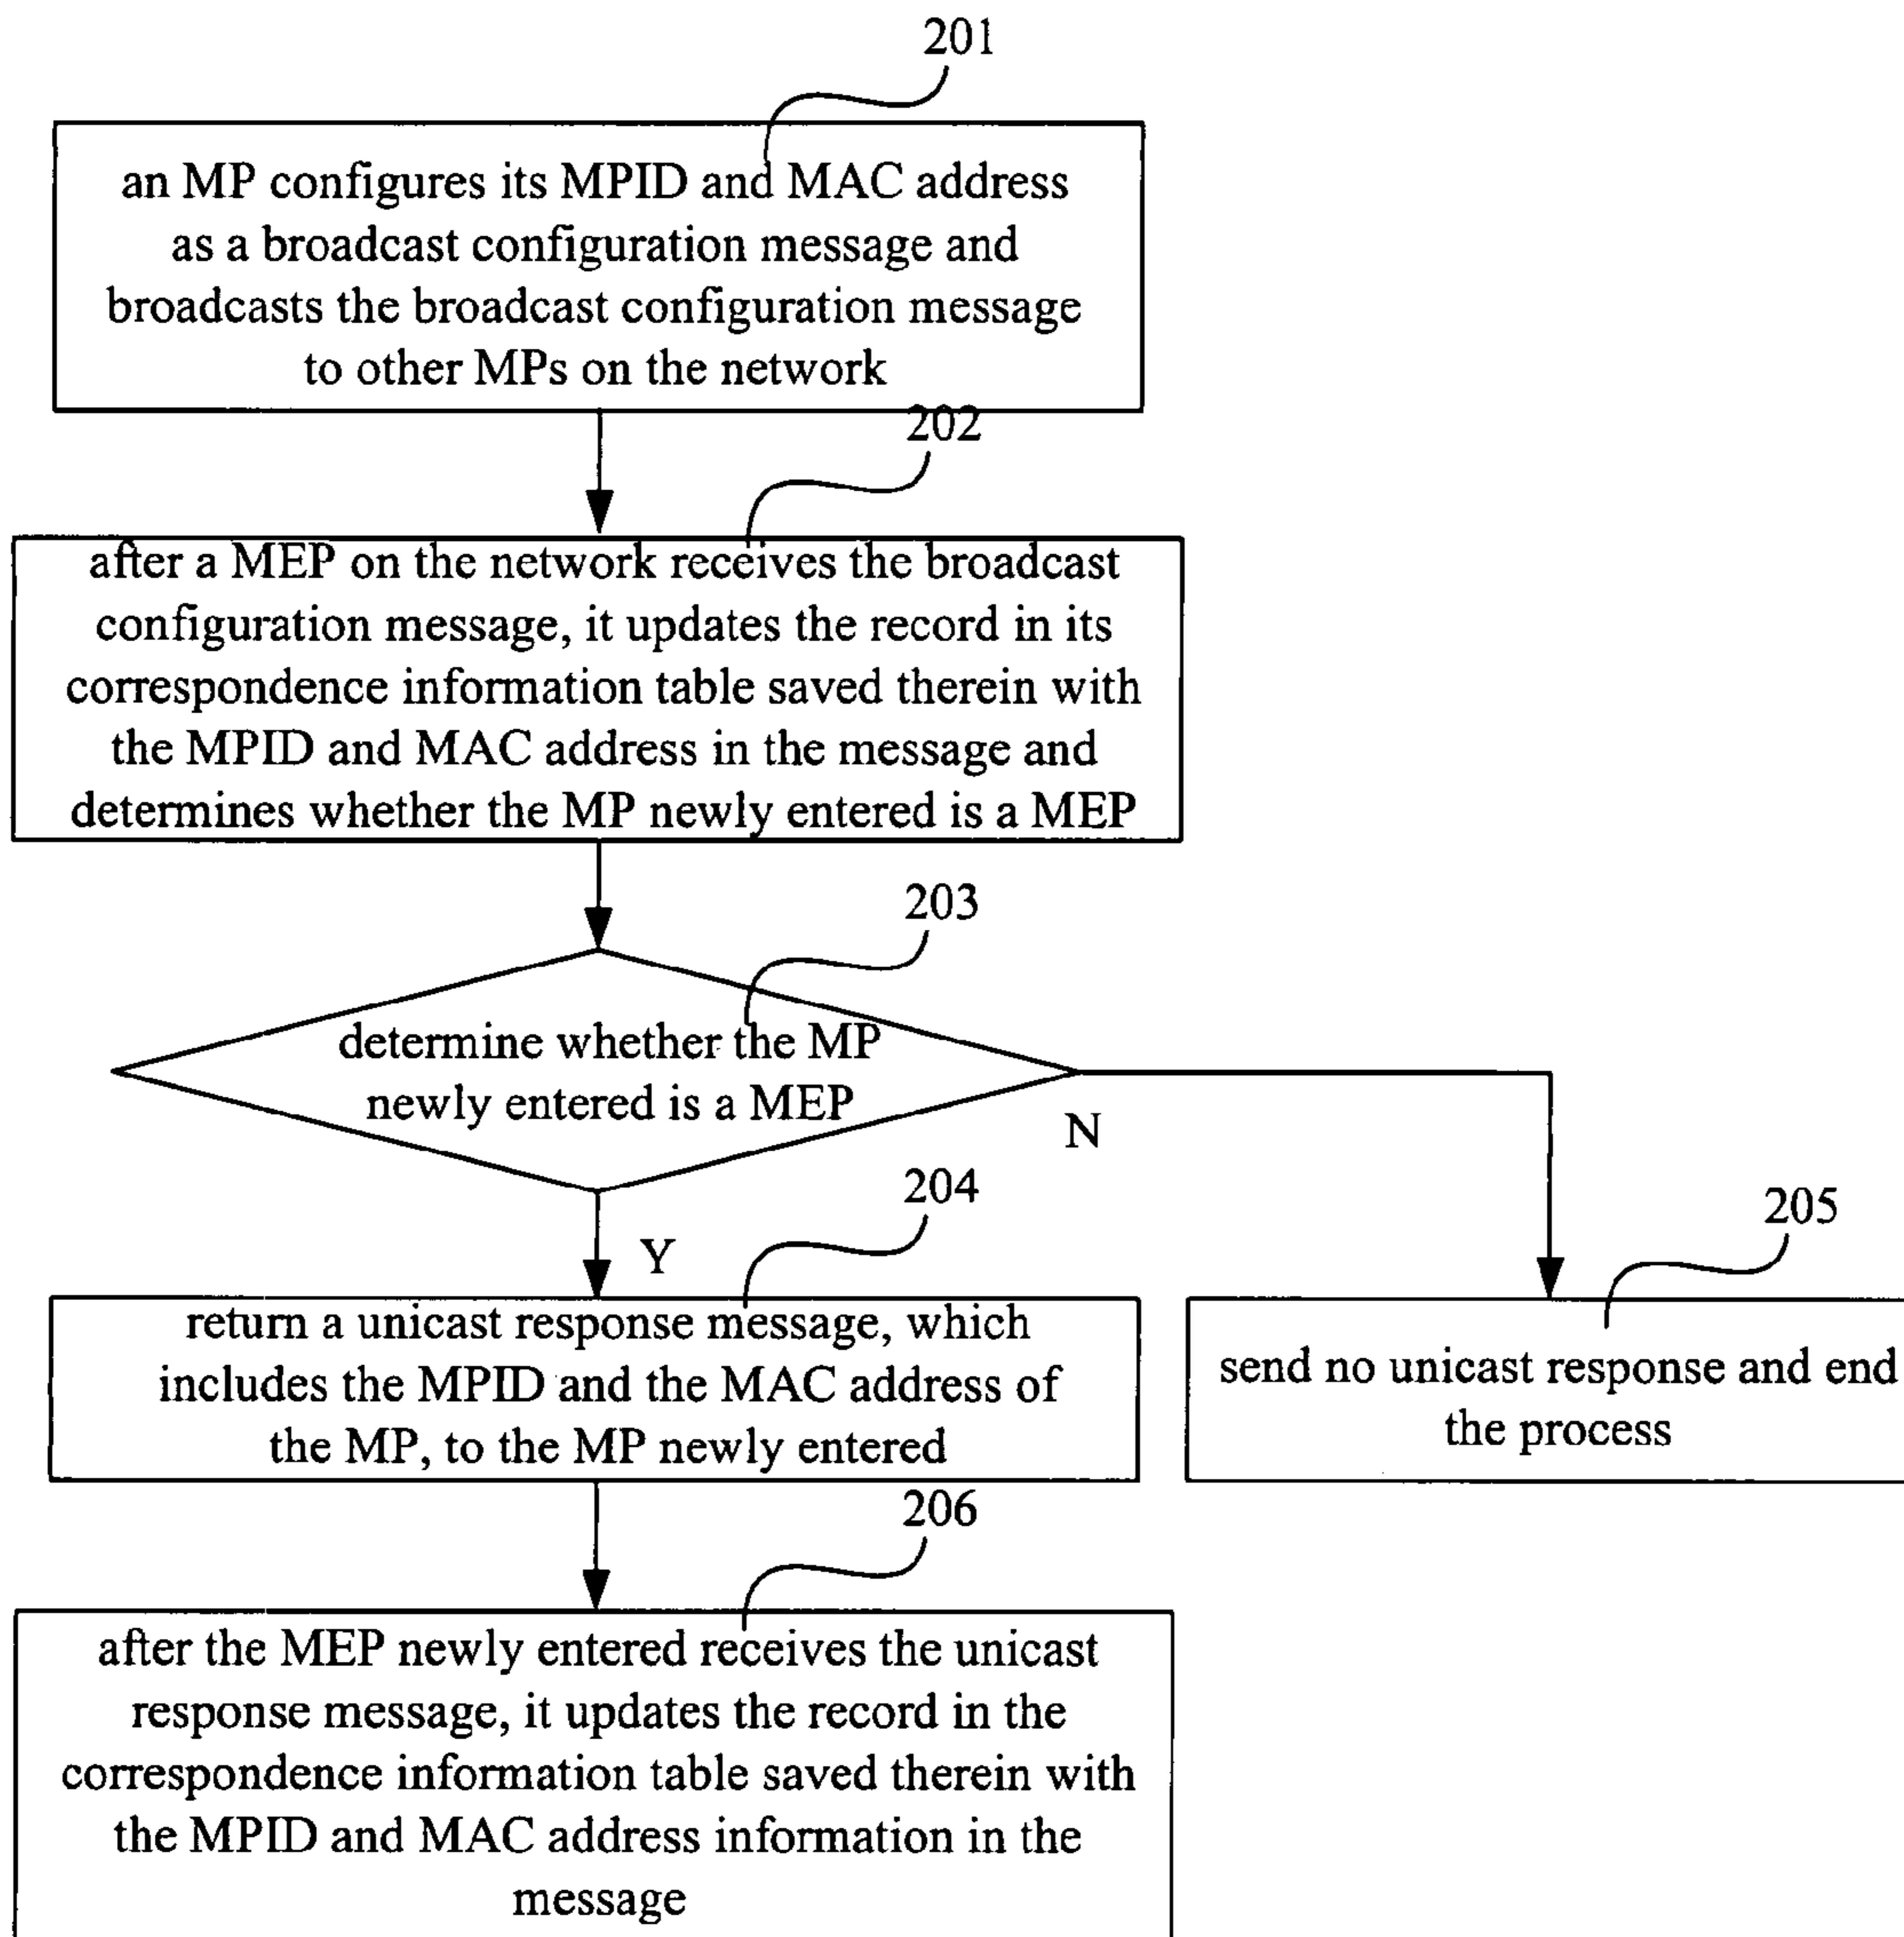 201
an MP configures its MPID and MAC address
as a broadcast configuration message and
broadcasts the broadcast configuration message
to other MPs on the network
202
after a MEP on the network receives the broadcast
configuration message, it updates the record in its
correspondence information table saved therein with
the MPID and MAC address in the message and
determines whether the MP newly entered is a MEP
203
determine whether the MP
newly entered is a MEP
N
204
Y
205
return a unicast response message, which
includes the MPID and the MAC address of
the MP, to the MP newly entered
send no unicast response and end
the process
206
after the MEP newly entered receives the unicast
response message, it updates the record in the
correspondence information table saved therein with
the MPID and MAC address information in the
message